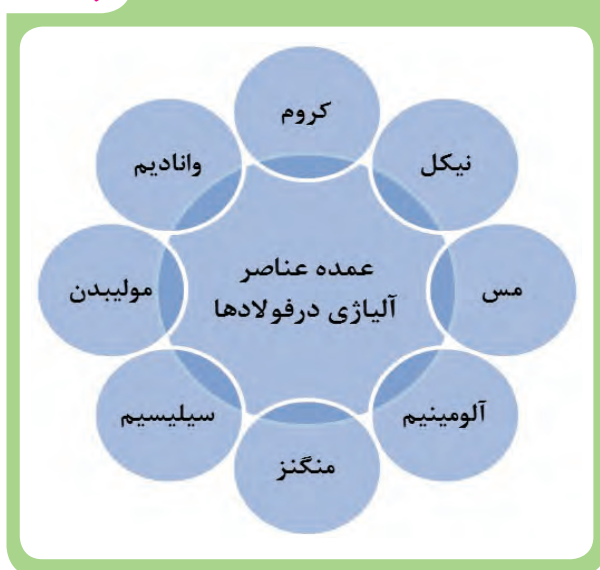 کروم
نیکل
مس
آلومینیم
منگنز
سیلیسیم
مولیبدن
وانادیم
عمده عناصر
آلیاژی درفولادها